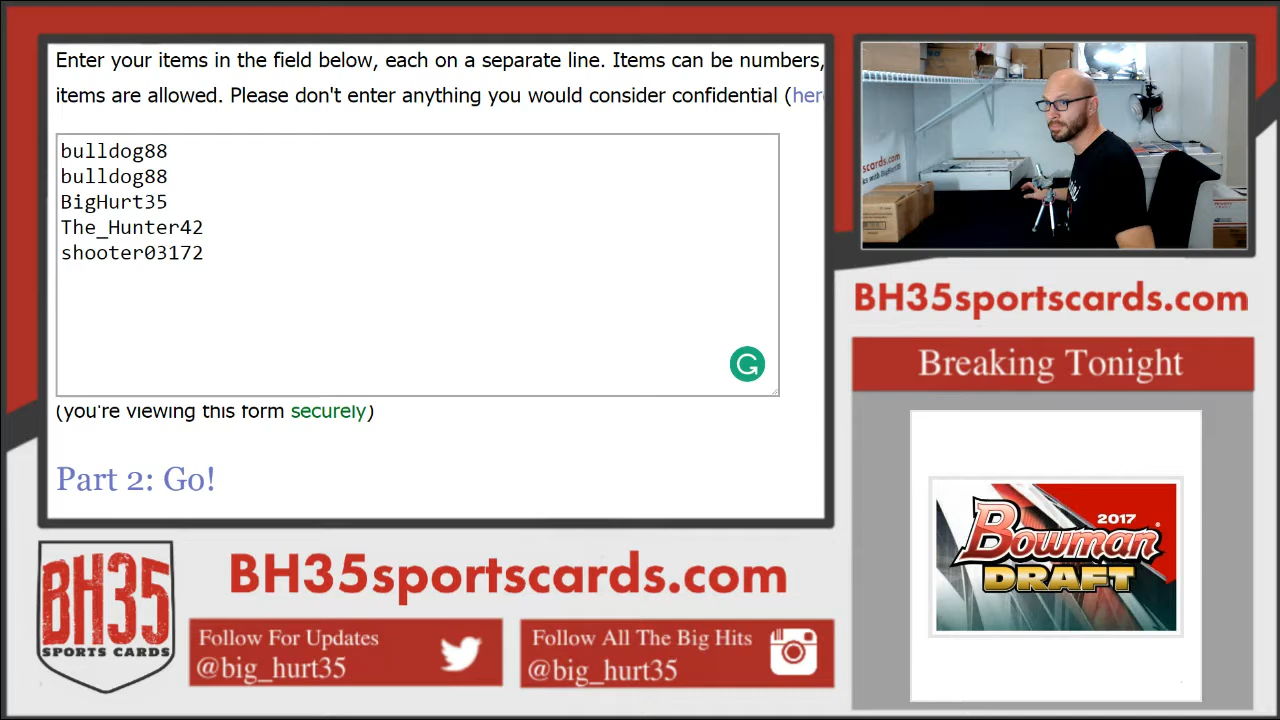 Enter your items in the field below, each on a separate line. Items can be numbers,
items are allowed. Please don't enter anything you would consider confidential (her
bulldog88
bulldog88
BigHurt35
The_Hunter42
shooter03172
(you're viewing this form securely)
Part 2: Go!
cards.com
BH35sportscards.com
Breaking Tonight
2017
Bowman
DRAFT
BH35
SPORTS CARDS
BH35sportscards.com
Follow For Updates
@big_hurt35
Follow All The Big Hits
@big_hurt35